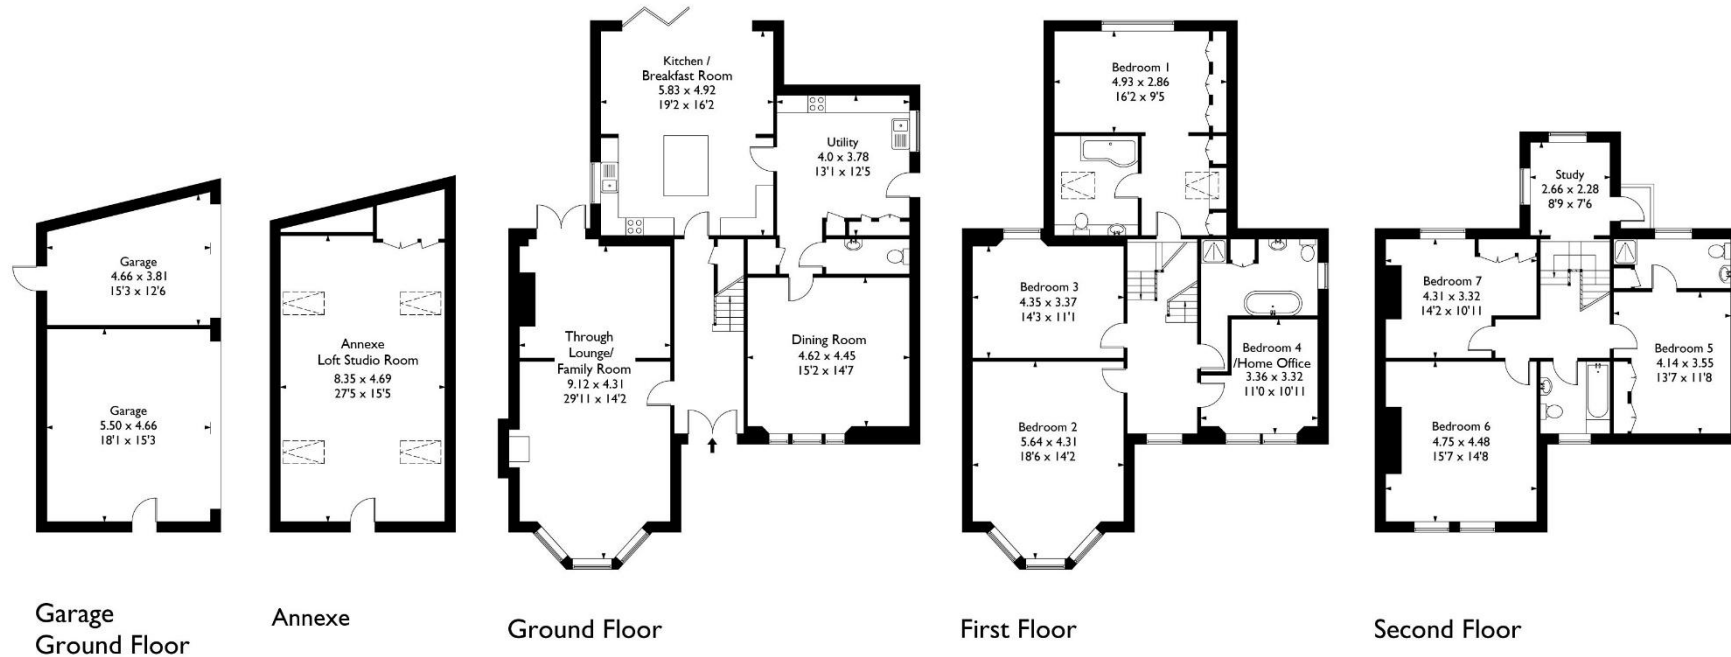 Garage
4.66 x 3.81
15'3 x 12'6
Garage
5.50 x 4.66
18'1 x 15'3
Garage
Ground Floor
Annexe
Loft Studio Room
8.35 x 4.69
27'5 x 15'5
Annexe
Kitchen /
Breakfast Room
5.83 x 4.92
19'2 x 16'2
Utility
4.0 x 3.78
13'1 x 12'5
Through
Lounge/
Family Room
9.12 x 4.31
29'11 x 14'2
Dining Room
4.62 x 4.45
15'2 x 14'7
Ground Floor
Bedroom 1
4.93 x 2.86
16'2 x 9'5
Bedroom 3
4.35 x 3.37
14'3 x 11'1
Bedroom 4
/Home Office
3.36 x 3.32
11'0 x 10'11
Bedroom 2
5.64 x 4.31
18'6 x 14'2
First Floor
Study
2.66 x 2.28
8'9 x 7'6
Bedroom 7
4.31 x 3.32
14'2 x 10'11
Bedroom 5
4.14 x 3.55
13'7 x 11'8
Bedroom 6
4.75 x 4.48
15'7 x 14'8
Second Floor